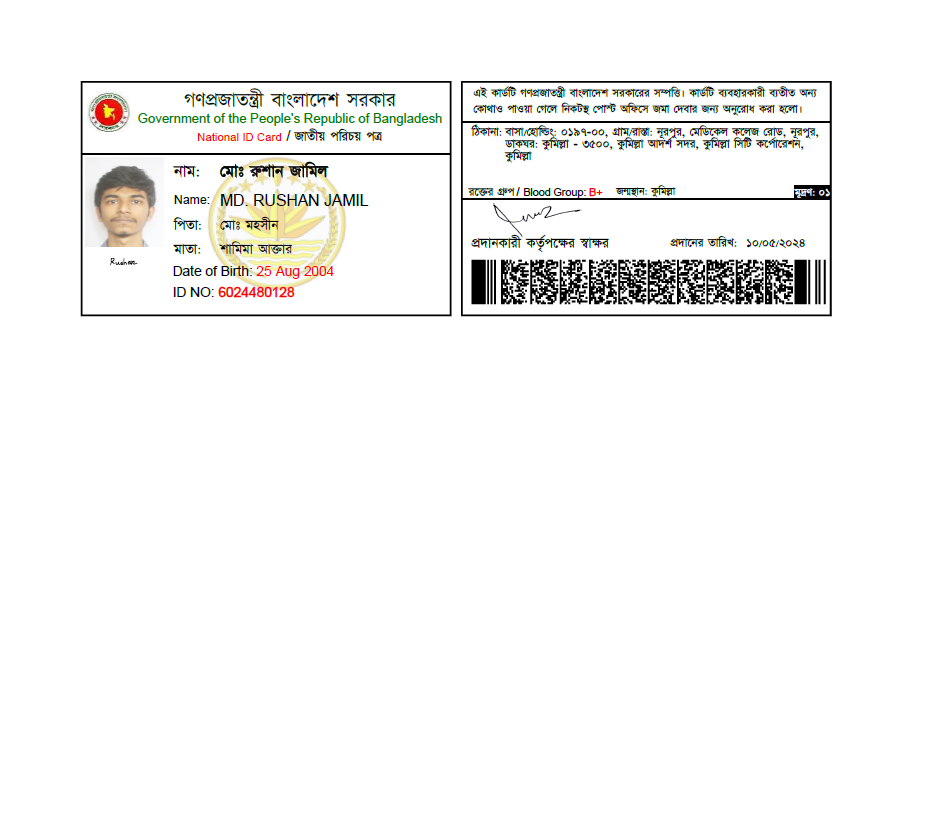 গণপ্রজাতন্ত্রী বাংলাদেশ সরকার
Government of the People's Republic of Bangladesh
National ID Card / জাতীয় পরিচয় পত্র
নাম: মোঃ রুশান জামিল
Name: MD. RUSHAN JAMIL
পিতা: মোঃ মহসীন
মাতা: শামিমা আক্তার
Date of Birth: 25 Aug 2004
ID NO: 6024480128
Rushan
এই কার্ডটি গণপ্রজাতন্ত্রী বাংলাদেশ সরকারের সম্পত্তি। কার্ডটি ব্যবহারকারী ব্যতীত অন্য
কোথাও পাওয়া গেলে নিকটস্থ পোস্ট অফিসে জমা দেবার জন্য অনুরোধ করা হলো।
ঠিকানা: বাসা/হোল্ডিং: ০১৯৭-০০, গ্রাম/রাস্তা: নূরপুর, মেডিকেল কলেজ রোড, নূরপুর,
ডাকঘর: কুমিল্লা - ৩৫০০, কুমিল্লা আদর্শ সদর, কুমিল্লা সিটি কর্পোরেশন,
কুমিল্লা
রক্তের গ্রুপ / Blood Group: B+ জন্মস্থান: কুমিল্লা মুদ্রণ: ০১
প্রদানকারী কর্তৃপক্ষের স্বাক্ষর প্রদানের তারিখ: ১০/০৫/২০২৪